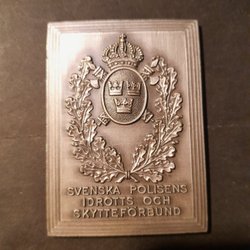 SVENSKA POLISENS
IDROTTS OCH
SKYTTEFÖRBUND